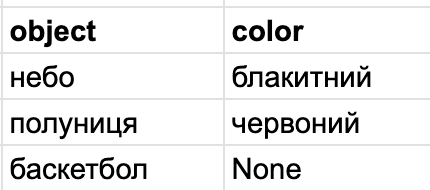 object color
небо блакитний
полуниця червоний
баскетбол None